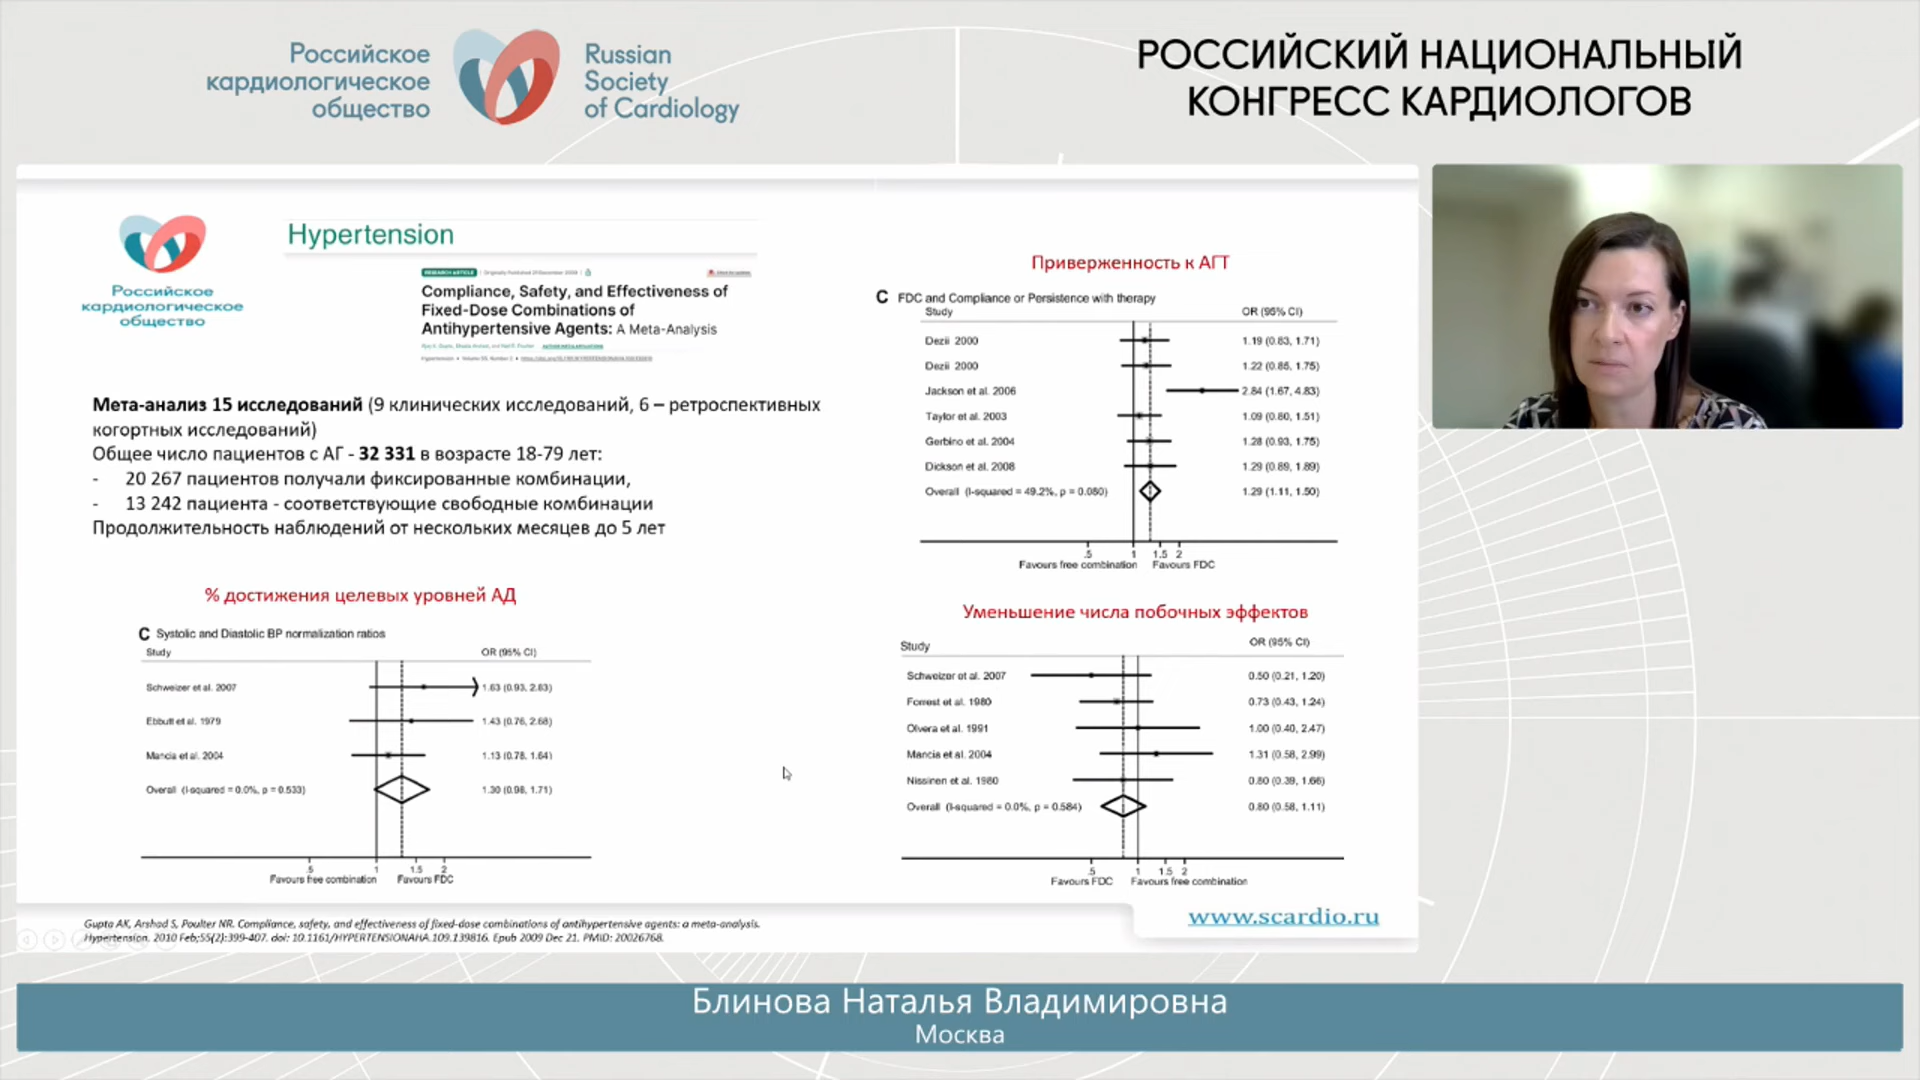 Российское
кардиологическое
общество
Russian
Society
of Cardiology
РОССИЙСКИЙ НАЦИОНАЛЬНЫЙ
КОНГРЕСС КАРДИОЛОГОВ
Российское
кардиологическое
общество
Hypertension
RESEARCH ARTICLE
Compliance, Safety, and Effectiveness of
Fixed-Dose Combinations of
Antihypertensive Agents: A Meta-Analysis
Мета-анализ 15 исследований (9 клинических исследований, 6 – ретроспективных
когортных исследований)
Общее число пациентов с АГ - 32 331 в возрасте 18-79 лет:
- 20 267 пациентов получали фиксированные комбинации,
- 13 242 пациента - соответствующие свободные комбинации
Продолжительность наблюдений от нескольких месяцев до 5 лет
% достижения целевых уровней АД
C Systolic and Diastolic BP normalization ratios
Study OR (95% CI)
Schweizer et al. 2007 1.63 (0.93, 2.83)
Ebbutt et al. 1979 1.43 (0.76, 2.68)
Mancia et al. 2004 1.13 (0.78, 1.64)
Overall (I-squared = 0.0%, p = 0.533) 1.30 (0.98, 1.71)
.5 1 1.5 2
Favours free combination Favours FDC
Приверженность к АГТ
C FDC and Compliance or Persistence with therapy
Study OR (95% CI)
Dezii 2000 1.19 (0.83, 1.71)
Dezii 2000 1.22 (0.85, 1.75)
Jackson et al. 2006 2.84 (1.67, 4.83)
Taylor et al. 2003 1.09 (0.80, 1.51)
Gerbino et al. 2004 1.28 (0.93, 1.75)
Dickson et al. 2008 1.29 (0.89, 1.89)
Overall (I-squared = 49.2%, p = 0.080) 1.29 (1.11, 1.50)
.5 1 1.5 2
Favours free combination Favours FDC
Уменьшение числа побочных эффектов
Study OR (95% CI)
Schweizer et al. 2007 0.50 (0.21, 1.20)
Forrest et al. 1980 0.73 (0.43, 1.24)
Olvera et al. 1991 1.00 (0.40, 2.47)
Mancia et al. 2004 1.31 (0.58, 2.99)
Nissinen et al. 1980 0.80 (0.39, 1.66)
Overall (I-squared = 0.0%, p = 0.584) 0.80 (0.58, 1.11)
.5 1 1.5 2
Favours FDC Favours free combination
Gupta AK, Arshad S, Poulter NR. Compliance, safety, and effectiveness of fixed-dose combinations of antihypertensive agents: a meta-analysis.
Hypertension. 2010 Feb;55(2):399-407. doi: 10.1161/HYPERTENSIONAHA.109.139816. Epub 2009 Dec 21. PMID: 20026768.
www.scardio.ru
Блинова Наталья Владимировна
Москва